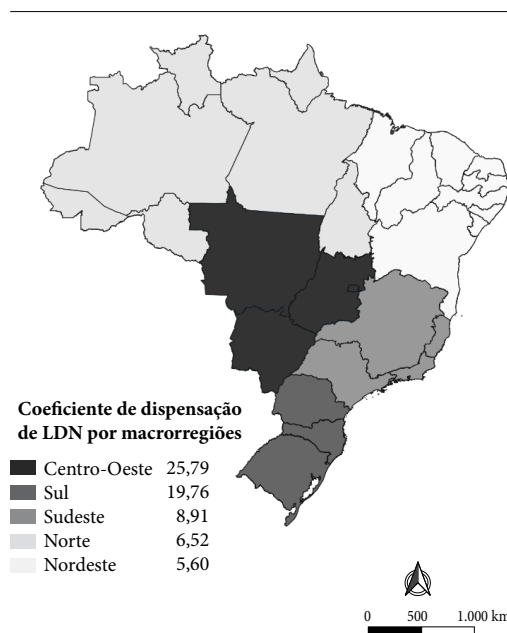 Coeficiente de dispensação
de LDN por macrorregiões
Centro-Oeste 25,79
Sul 19,76
Sudeste 8,91
Norte 6,52
Nordeste 5,60
0 500 1.000 km